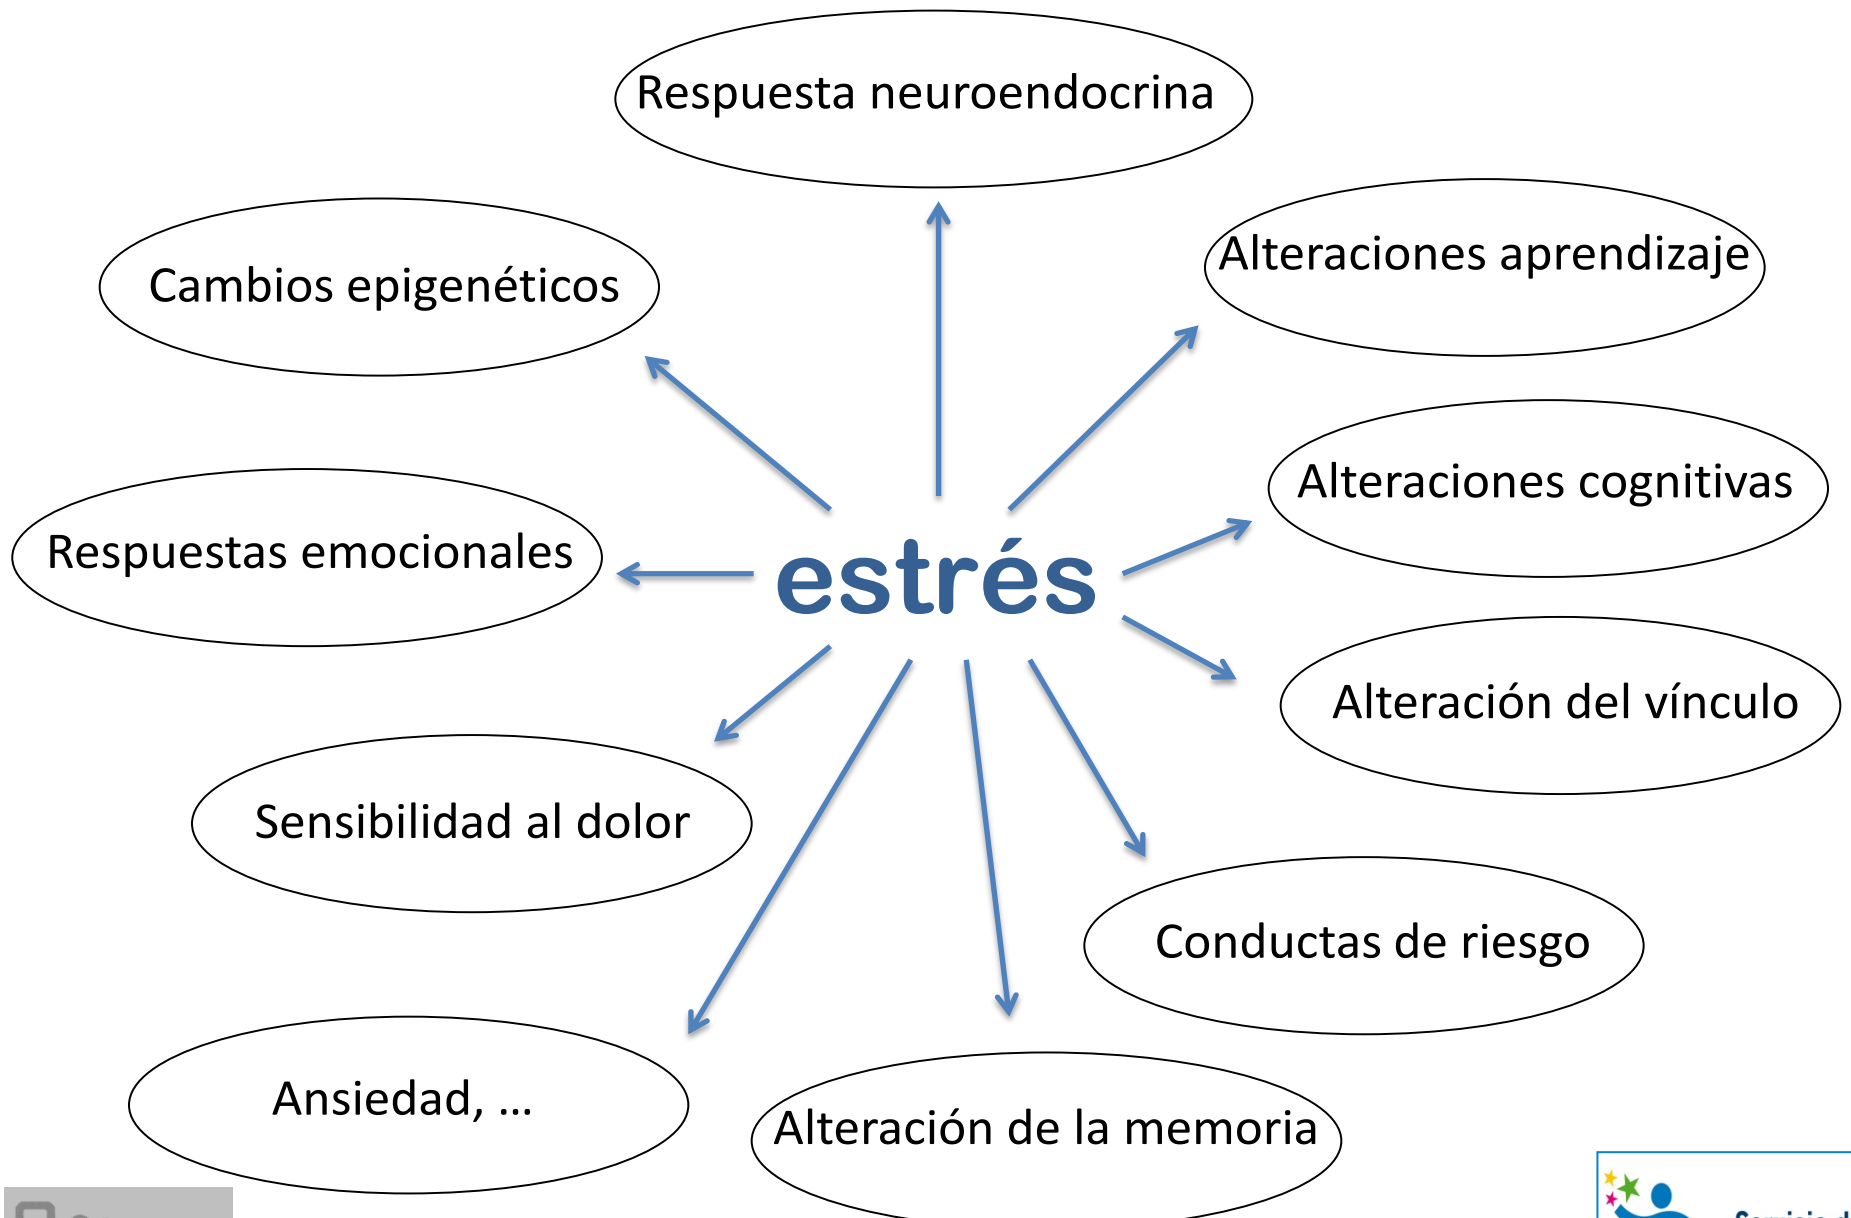 Respuesta neuroendocrina
Alteraciones aprendizaje
Cambios epigenéticos
Alteraciones cognitivas
Respuestas emocionales
estrés
Alteración del vínculo
Sensibilidad al dolor
Conductas de riesgo
Ansiedad, ...
Alteración de la memoria